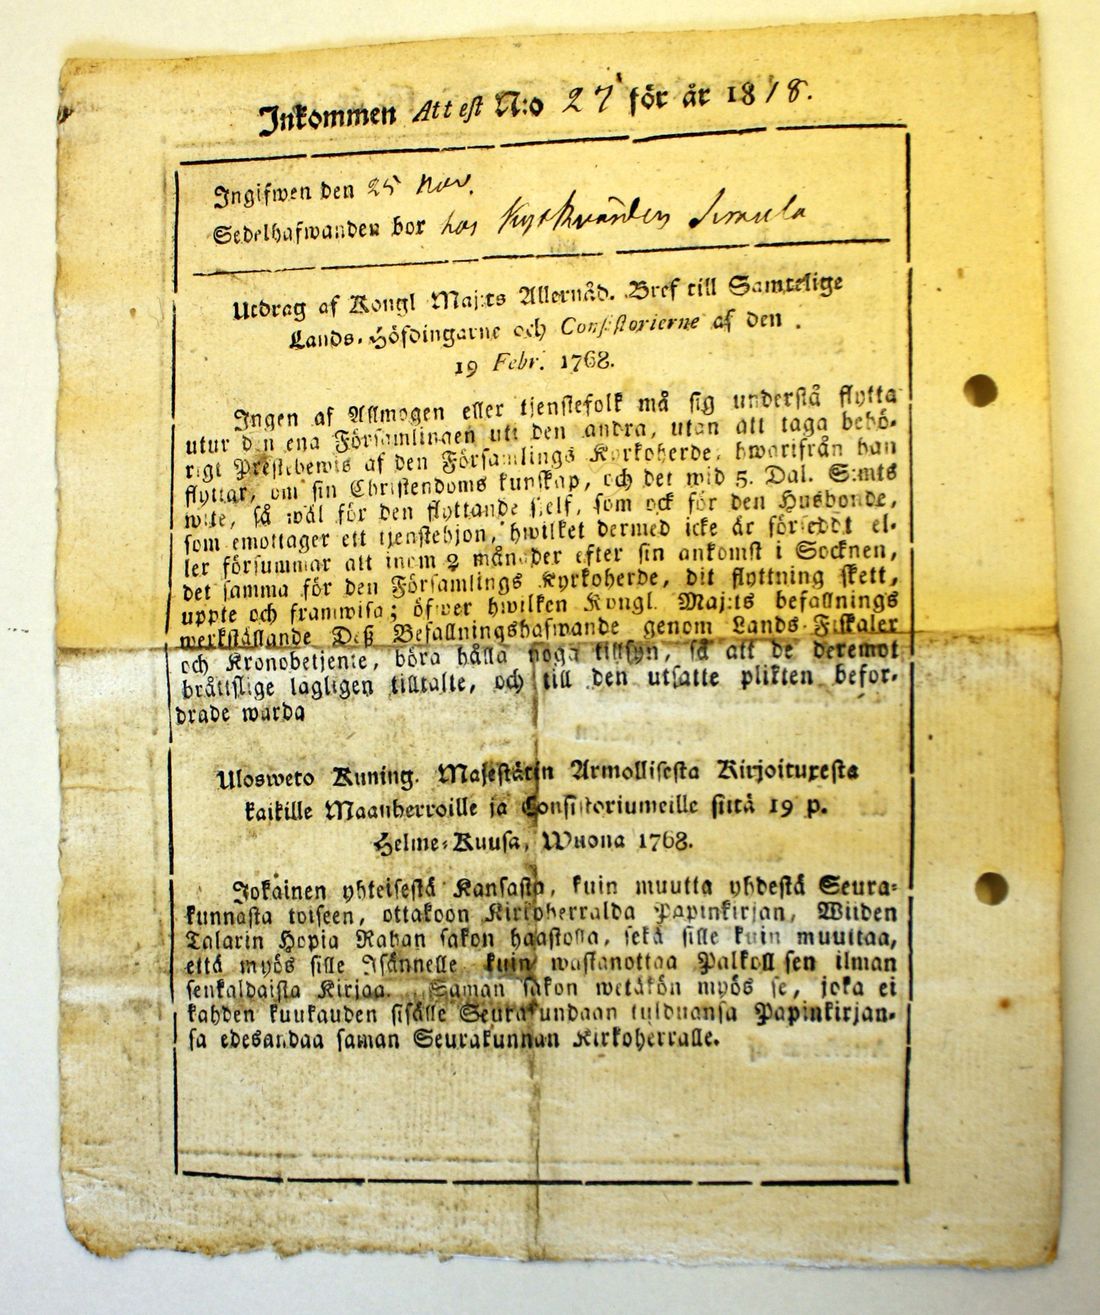 Inkommen Attest N:o 27 för år 1818.
Ingifwen den 25 Nov.
Sedelhafwanden bor hos Kyrkvärden Simula
Utdrag af Kongl Maj:ts Allernåd. Bref till Samtelige
Lands-Höfdingarne och Consistorierne af den
19 Febr. 1768.
Ingen af Allmogen eller tjenstefolk må sig understå flytta
utur den ena Församlingen uti den andra, utan att taga behö-
rigt Prestebewis af den Församlings Kyrkoherde, hwarifrån han
flyttar, om sin Christendoms kunskap, och det wid 5. Dal. S:mts
wite, så wäl för den flyttande sjelf, som ock för den Husbonde,
som emottager ett tjenstehjon, hwilket dermed icke är försedt el-
ler försummar att inom 2 månader efter sin ankomst i Socknen,
det samma för den Församlings Kyrkoherde, dit flyttning skett,
uppte och framwisa; öfwer hwilken Kongl. Maj:ts befallnings
werkställande Deß Befallningshafwande genom Lands-Fiskaler
och Kronobetjente, böra hålla noga tillsyn, så att de deremot
bråttslige lagligen tilltalte, och till den utsatte plikten befor-
drade warda
Ulosweto Kuning. Majestätin Armollisesta Kirjoituxesta
kaikille Maanherroille ja Consistoriumeille siitä 19 p.
Helme-Kuusa, Wuona 1768.
Jokainen yhteisestä Kansasta, kuin muutta yhdestä Seura-
kunnasta toiseen, ottakoon Kirkoherralda Papinkirjan, Wiiden
Talarin Hopia Rahan sakon haastolla, sekä sille kuin muuttaa,
että myös sille Isännelle kuin wastanottaa Palkollisen ilman
senkaldaista Kirjaa. Saman sakon wetäkön myös se, joka ei
kahden kuukauden sisälle Seurakundaan tulduansa Papinkirjan-
sa edesandaa saman Seurakunnan Kirkoherralle.